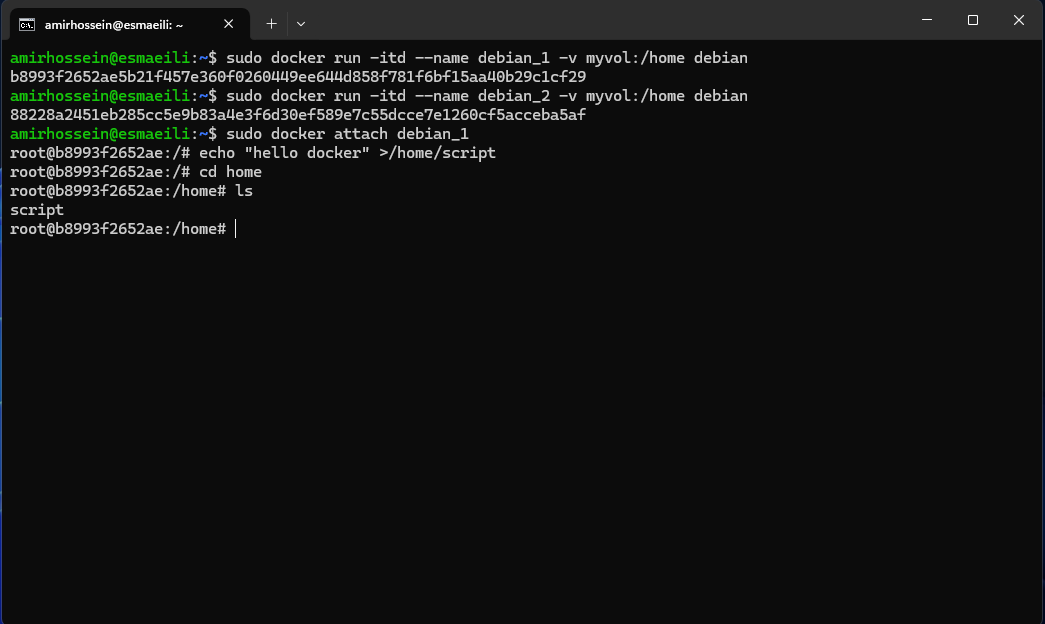 amirhossein@esmaeili: ~
amirhossein@esmaeili:~$ sudo docker run -itd --name debian_1 -v myvol:/home debian
b8993f2652ae5b21f457e360f0260449ee644d858f781f6bf15aa40b29c1cf29
amirhossein@esmaeili:~$ sudo docker run -itd --name debian_2 -v myvol:/home debian
88228a2451eb285cc5e9b83a4e3f6d30ef589e7c55dcce7e1260cf5acceba5af
amirhossein@esmaeili:~$ sudo docker attach debian_1
root@b8993f2652ae:/# echo "hello docker" >/home/script
root@b8993f2652ae:/# cd home
root@b8993f2652ae:/home# ls
script
root@b8993f2652ae:/home#